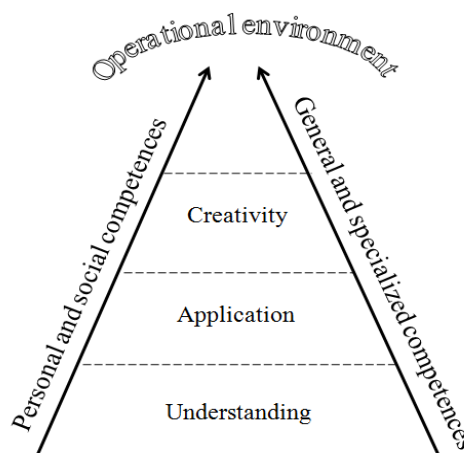 Operational environment
Personal and social competences
General and specialized competences
Creativity
Application
Understanding